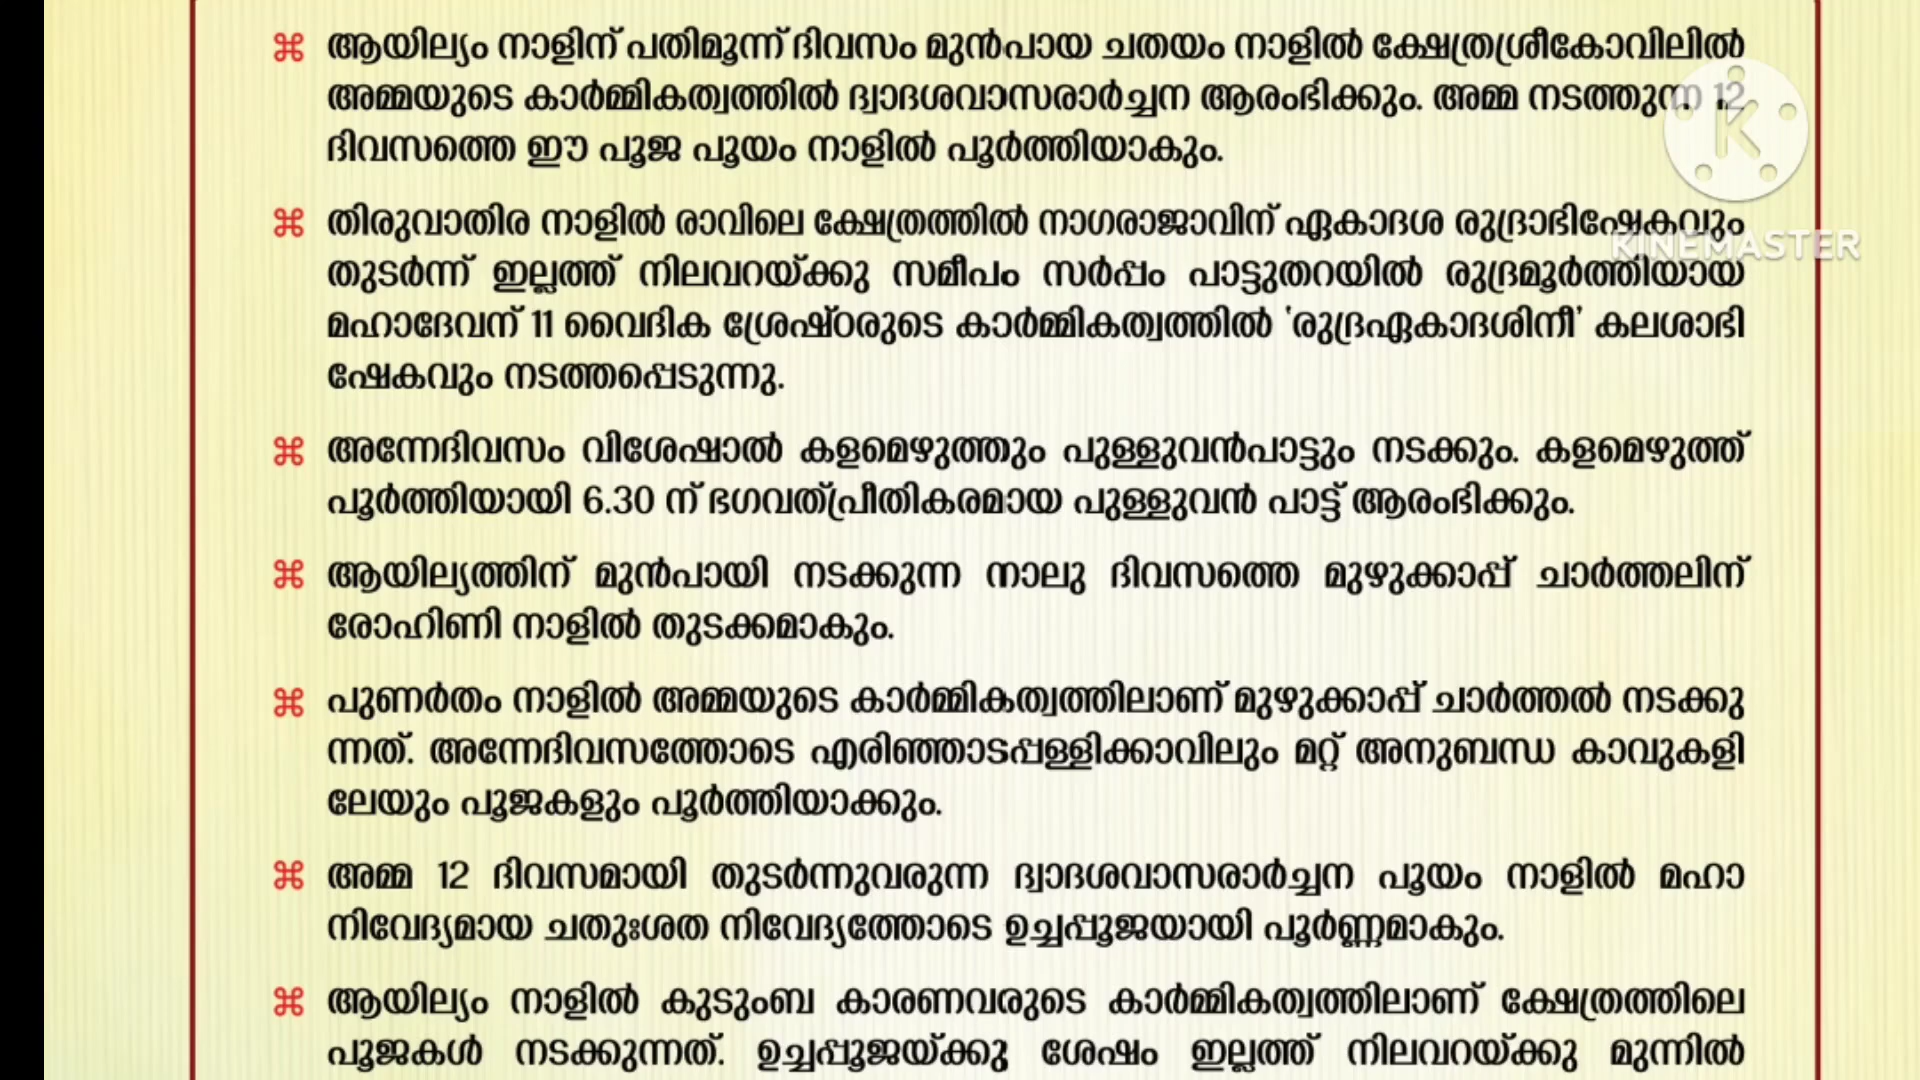 ⌘ ആയില്യം നാളിന് പതിമൂന്ന് ദിവസം മുൻപായ ചതയം നാളിൽ ക്ഷേത്രശ്രീകോവിലിൽ
അമ്മയുടെ കാർമ്മികത്വത്തിൽ ദ്വാദശവാസരാർച്ചന ആരംഭിക്കും. അമ്മ നടത്തുന്ന 12
ദിവസത്തെ ഈ പൂജ പൂയം നാളിൽ പൂർത്തിയാകും.
⌘ തിരുവാതിര നാളിൽ രാവിലെ ക്ഷേത്രത്തിൽ നാഗരാജാവിന് ഏകാദശ രുദ്രാഭിഷേകവും
തുടർന്ന് ഇല്ലത്ത് നിലവറയ്ക്കു സമീപം സർപ്പം പാട്ടുതറയിൽ രുദ്രമൂർത്തിയായ
മഹാദേവന് 11 വൈദിക ശ്രേഷ്ഠരുടെ കാർമ്മികത്വത്തിൽ 'രുദ്രഏകാദശിനീ' കലശാഭി
ഷേകവും നടത്തപ്പെടുന്നു.
⌘ അന്നേദിവസം വിശേഷാൽ കളമെഴുത്തും പുള്ളുവൻപാട്ടും നടക്കും. കളമെഴുത്ത്
പൂർത്തിയായി 6.30 ന് ഭഗവത്പ്രീതികരമായ പുള്ളുവൻ പാട്ട് ആരംഭിക്കും.
⌘ ആയില്യത്തിന് മുൻപായി നടക്കുന്ന നാലു ദിവസത്തെ മുഴുക്കാപ്പ് ചാർത്തലിന്
രോഹിണി നാളിൽ തുടക്കമാകും.
⌘ പുണർതം നാളിൽ അമ്മയുടെ കാർമ്മികത്വത്തിലാണ് മുഴുക്കാപ്പ് ചാർത്തൽ നടക്കു
ന്നത്. അന്നേദിവസത്തോടെ എരിഞ്ഞാടപ്പള്ളിക്കാവിലും മറ്റ് അനുബന്ധ കാവുകളി
ലേയും പൂജകളും പൂർത്തിയാക്കും.
⌘ അമ്മ 12 ദിവസമായി തുടർന്നുവരുന്ന ദ്വാദശവാസരാർച്ചന പൂയം നാളിൽ മഹാ
നിവേദ്യമായ ചതുഃശത നിവേദ്യത്തോടെ ഉച്ചപ്പൂജയായി പൂർണ്ണമാകും.
⌘ ആയില്യം നാളിൽ കുടുംബ കാരണവരുടെ കാർമ്മികത്വത്തിലാണ് ക്ഷേത്രത്തിലെ
പൂജകൾ നടക്കുന്നത്. ഉച്ചപ്പൂജയ്ക്കു ശേഷം ഇല്ലത്ത് നിലവറയ്ക്കു മുന്നിൽ
K
KINEMASTER